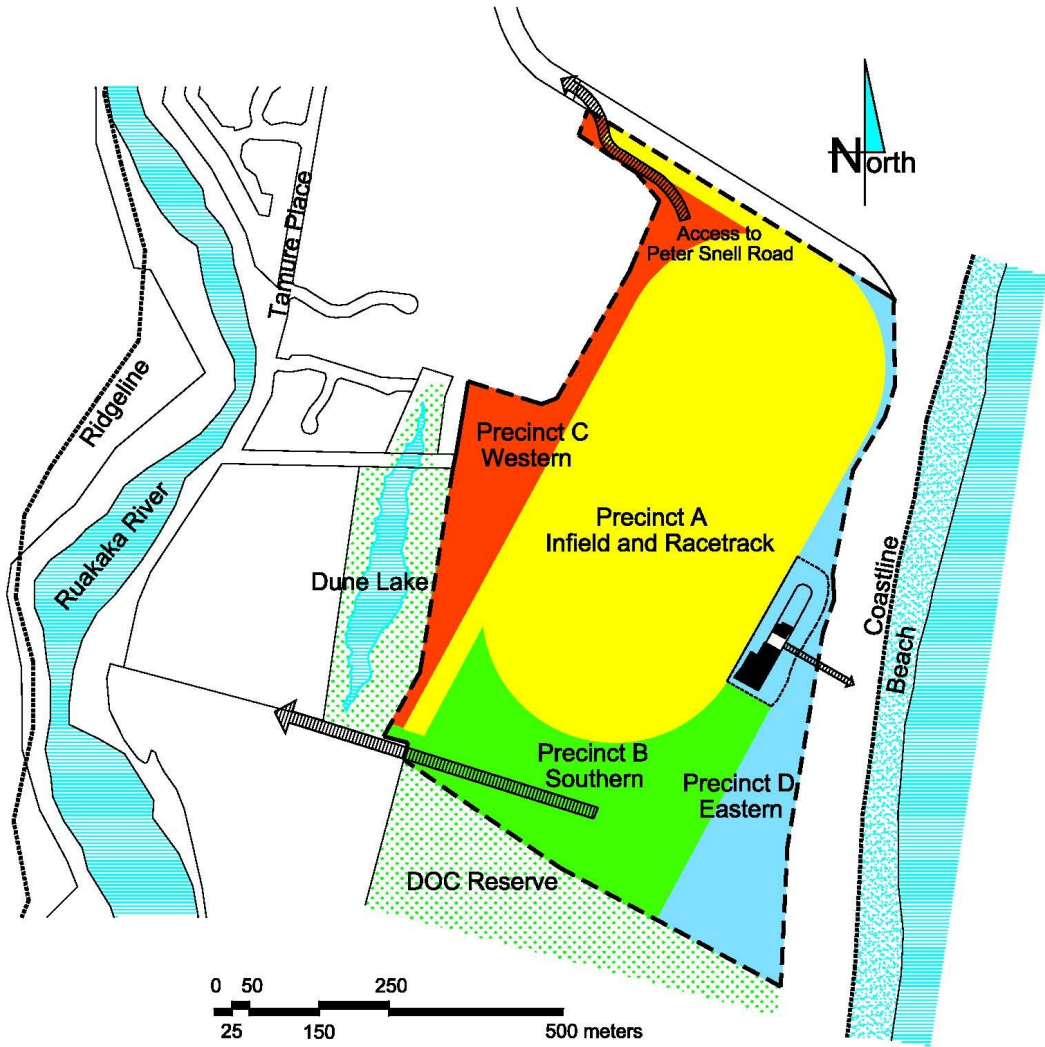 North
Access to
Peter Snell Road
Tamure Place
Ridgeline
Ruakaka River
Precinct C
Western
Precinct A
Infield and Racetrack
Dune Lake
Coastline
Beach
Precinct B
Southern
Precinct D
Eastern
DOC Reserve
0 50 250
25 150 500 meters